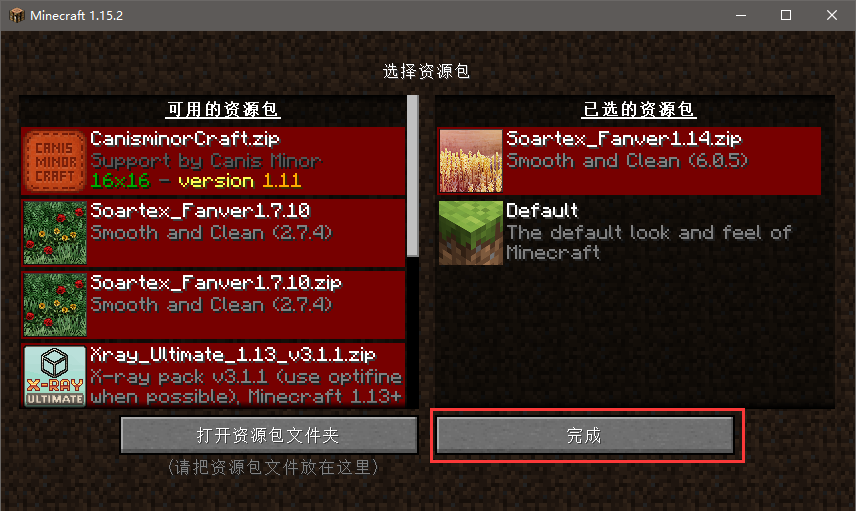 Minecraft 1.15.2
选择资源包
可用的资源包
CANIS
MINOR
CRAFT
CanisminorCraft.zip
Support by Canis Minor
16x16 - version 1.11
Soartex_Fanver1.7.10
Smooth and Clean (2.7.4)
Soartex_Fanver1.7.10.zip
Smooth and Clean (2.7.4)
X-RAY
ULTIMATE
Xray_Ultimate_1.13_v3.1.1.zip
X-ray pack v3.1.1 (use optifine
when possible), Minecraft 1.13+
已选的资源包
Soartex_Fanver1.14.zip
Smooth and Clean (6.0.5)
Default
The default look and feel of
Minecraft
打开资源包文件夹
完成
(请把资源包文件放在这里)